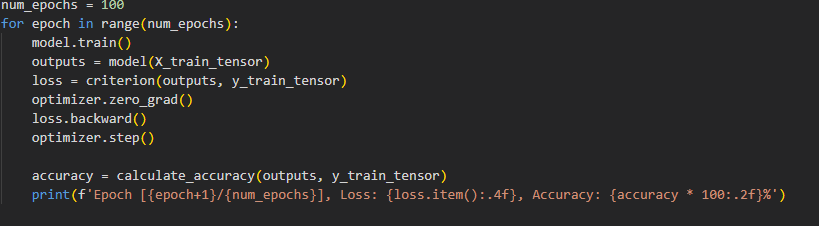 num_epochs = 100
for epoch in range(num_epochs):
    model.train()
    outputs = model(X_train_tensor)
    loss = criterion(outputs, y_train_tensor)
    optimizer.zero_grad()
    loss.backward()
    optimizer.step()

    accuracy = calculate_accuracy(outputs, y_train_tensor)
    print(f'Epoch [{epoch+1}/{num_epochs}], Loss: {loss.item():.4f}, Accuracy: {accuracy * 100:.2f}%')